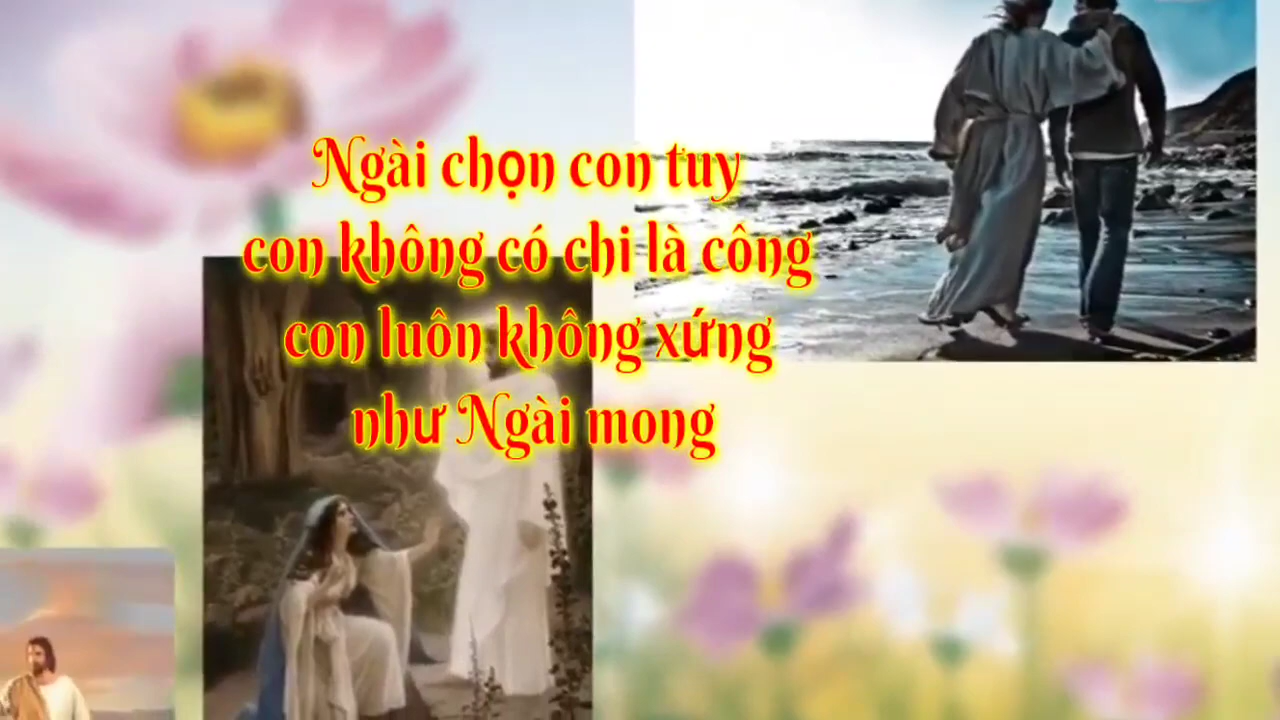 Ngài chọn con tuy
con không có chi là công
con luôn không xứng
như Ngài mong